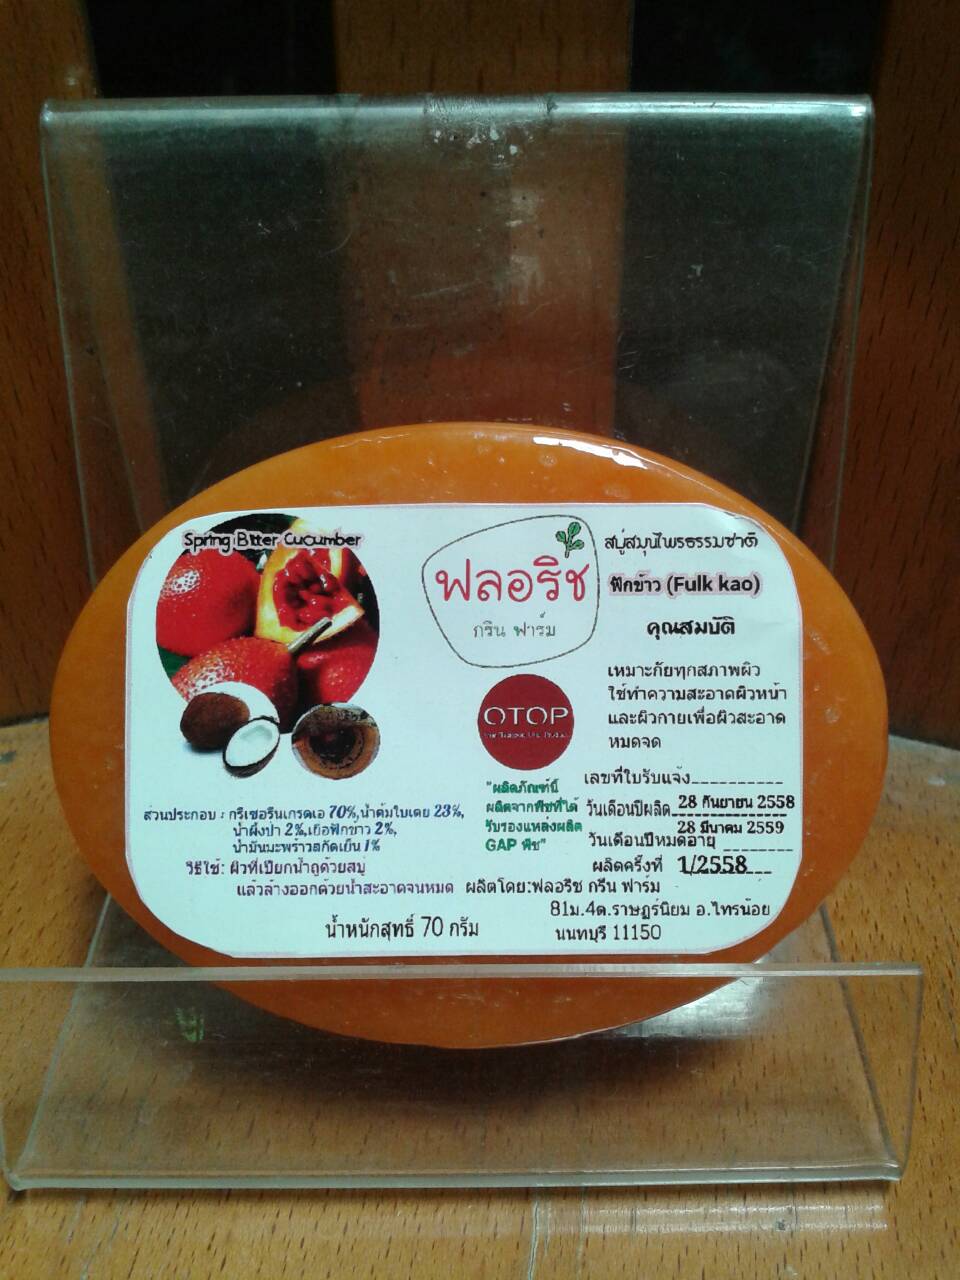 Spring Bitter Cucumber
ฟลอริช
กรีน ฟาร์ม
สบู่สมุนไพรธรรมชาติ
ฟักข้าว (Fulk kao)
คุณสมบัติ
เหมาะกับทุกสภาพผิว
ใช้ทำความสะอาดผิวหน้า
และผิวกายเพื่อผิวสะอาด
หมดจด
OTOP
"ผลิตภัณฑ์นี้
ผลิตจากพืชที่ได้
รับรองแหล่งผลิต
GAP พืช"
เลขที่ใบรับแจ้ง
วันเดือนปีผลิต 28 กันยายน 2558
วันเดือนปีหมดอายุ 28 มีนาคม 2559
ผลิตครั้งที่ 1/2558
ส่วนประกอบ : กรีเซอรีนเกรดเอ 70%,น้ำต้มใบเตย 23%,
น้ำผึ้งป่า 2%,เยื่อฟักข้าว 2%,
น้ำมันมะพร้าวสกัดเย็น 1%
วิธีใช้: ผิวที่เปียกน้ำถูด้วยสบู่
แล้วล้างออกด้วยน้ำสะอาดจนหมด
ผลิตโดย:ฟลอริช กรีน ฟาร์ม
81ม.4ต.ราษฎร์นิยม อ.ไทรน้อย
นนทบุรี 11150
น้ำหนักสุทธิ์ 70 กรัม